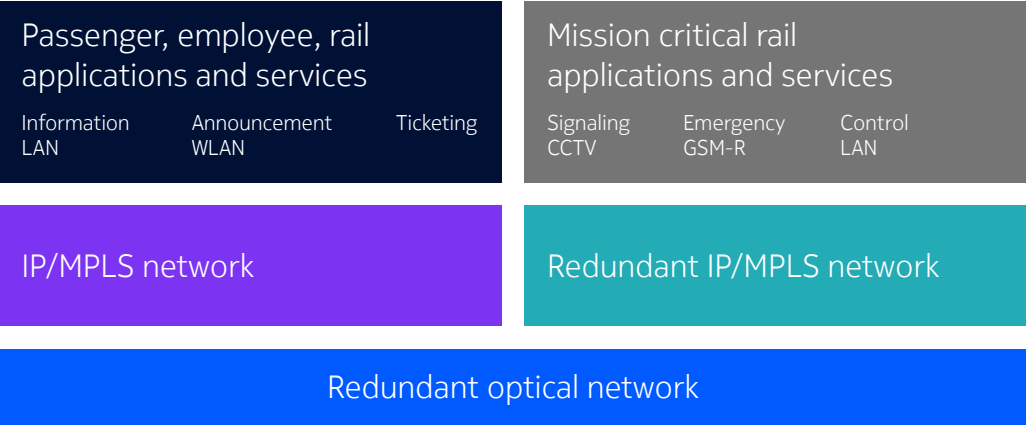 Passenger, employee, rail
applications and services
Information Announcement Ticketing
LAN WLAN
Mission critical rail
applications and services
Signaling Emergency Control
CCTV GSM-R LAN
IP/MPLS network
Redundant IP/MPLS network
Redundant optical network